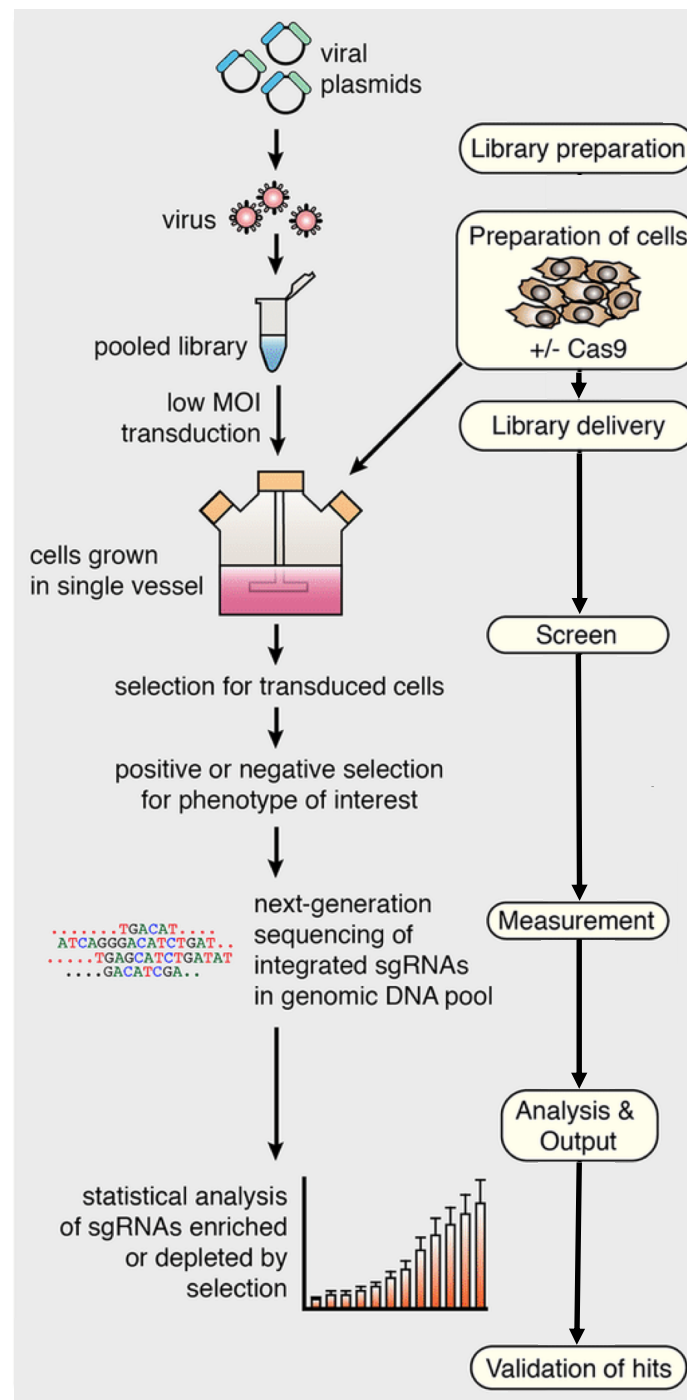 viral
plasmids
Library preparation
virus
Preparation of cells
+/- Cas9
pooled library
low MOI
transduction
Library delivery
cells grown
in single vessel
Screen
selection for transduced cells
positive or negative selection
for phenotype of interest
next-generation
sequencing of
integrated sgRNAs
in genomic DNA pool
.......TGACAT....
ATCAGGGACATCTGAT..
.....TGAGCATCTGATAT
....GACATCGA..
Measurement
Analysis &
Output
statistical analysis
of sgRNAs enriched
or depleted by
selection
Validation of hits